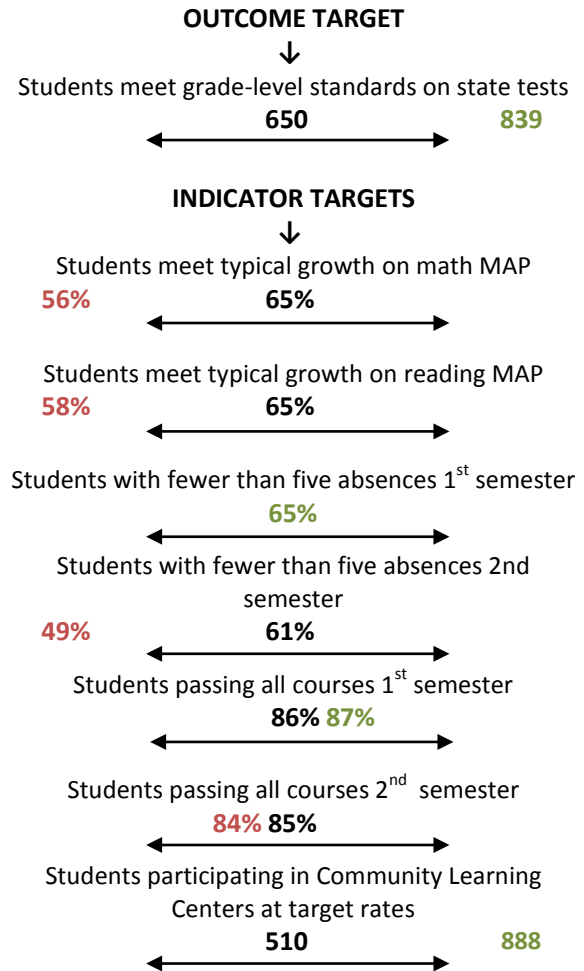 OUTCOME TARGET
↓
Students meet grade-level standards on state tests
650 839
INDICATOR TARGETS
↓
Students meet typical growth on math MAP
56% 65%
Students meet typical growth on reading MAP
58% 65%
Students with fewer than five absences 1st semester
65%
Students with fewer than five absences 2nd
semester
49% 61%
Students passing all courses 1st semester
86% 87%
Students passing all courses 2nd semester
84% 85%
Students participating in Community Learning
Centers at target rates
510 888